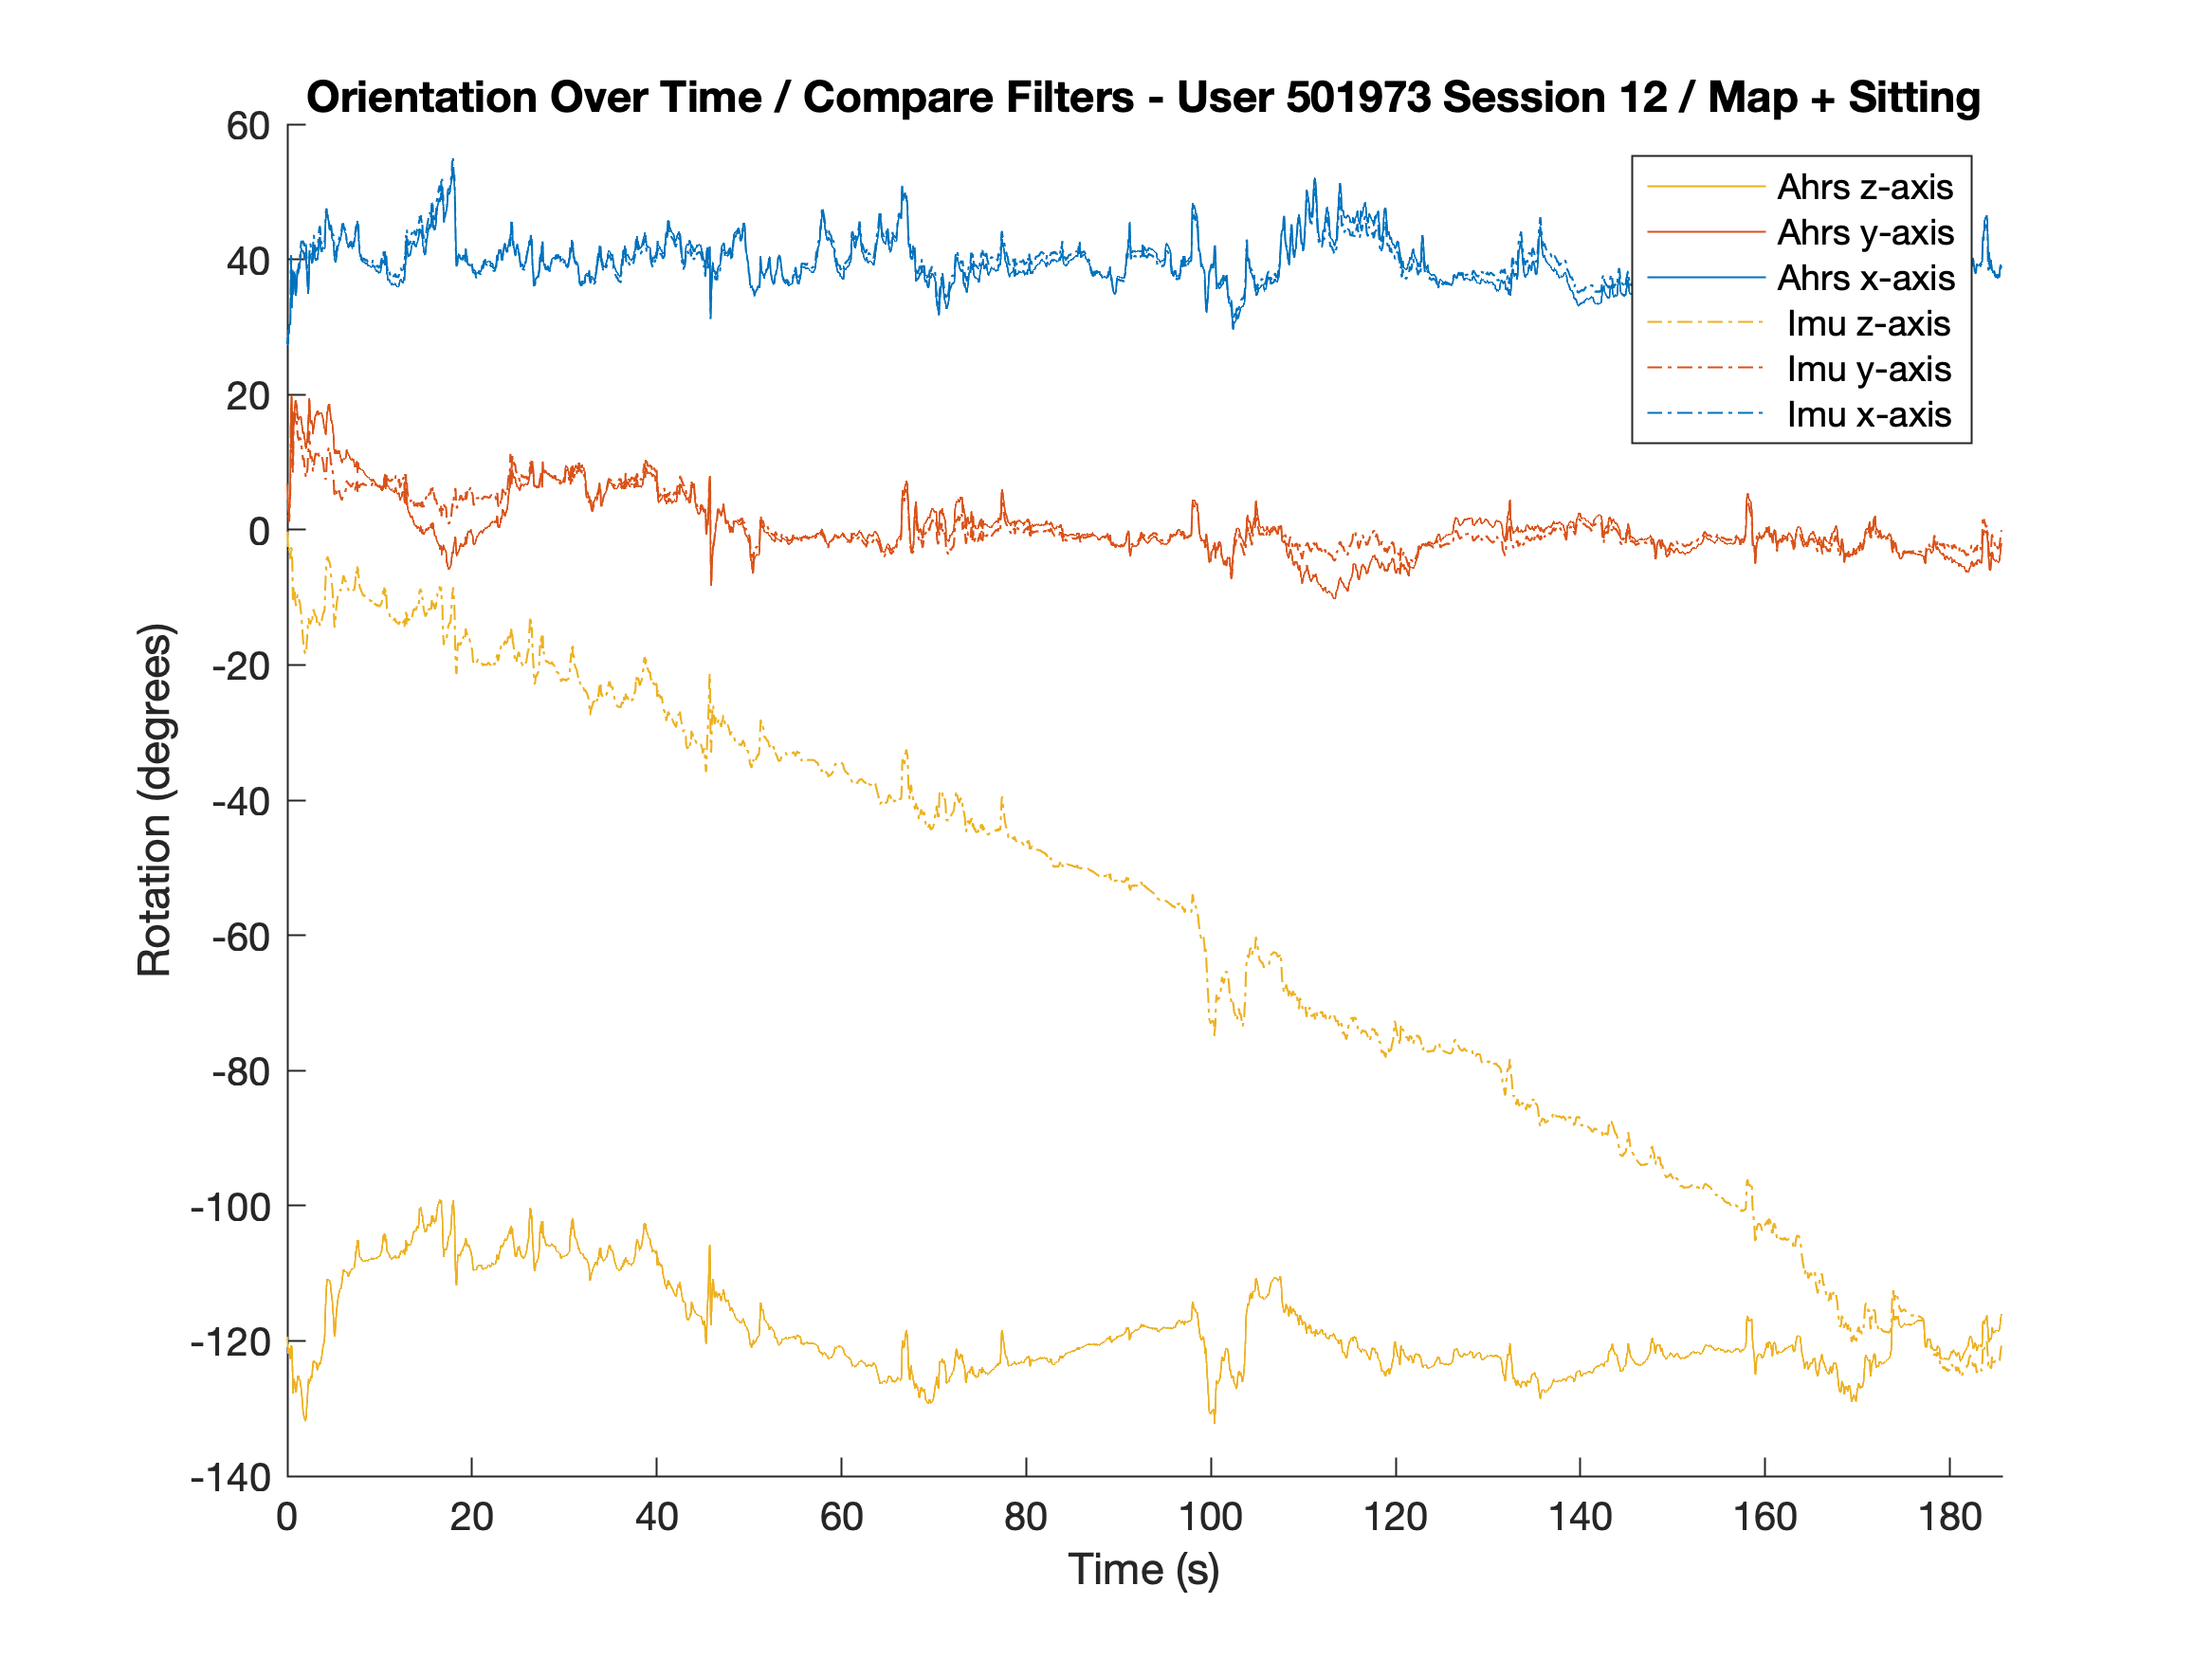 Orientation Over Time / Compare Filters - User 501973 Session 12 / Map + Sitting
60
40
20
0
-20
-40
-60
-80
-100
-120
-140
Rotation (degrees)
Ahrs z-axis
Ahrs y-axis
Ahrs x-axis
Imu z-axis
Imu y-axis
Imu x-axis
0 20 40 60 80 100 120 140 160 180
Time (s)